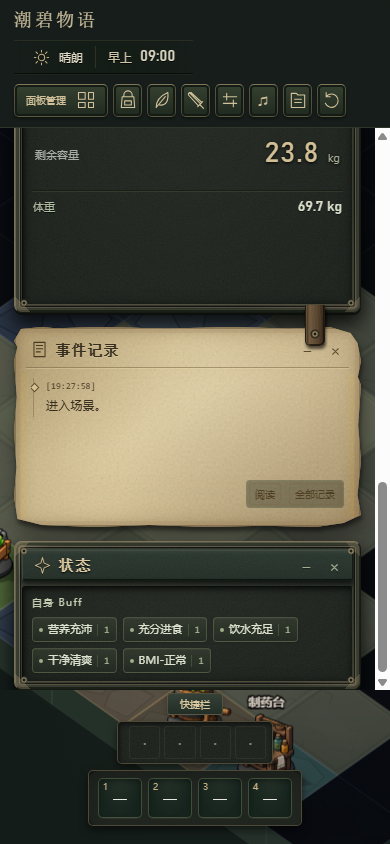 潮碧物语
晴朗 早上 09:00
面板管理
剩余容量 23.8 kg
体重 69.7 kg
事件记录
[19:27:58]
进入场景。
阅读 全部记录
状态
自身 Buff
营养充沛 1 充分进食 1 饮水充足 1
干净清爽 1 BMI-正常 1
快捷栏
制药台
1 2 3 4